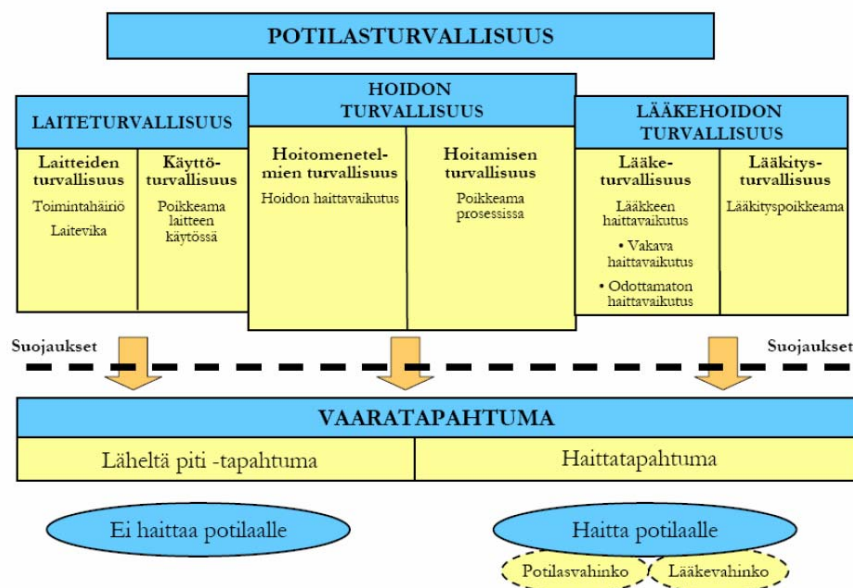 POTILASTURVALLISUUS
LAITETURVALLISUUS
Laitteiden
turvallisuus
Toimintahäiriö
Laitevika
Käyttö-
turvallisuus
Poikkeama
laitteen
käytössä
HOIDON
TURVALLISUUS
Hoitomenetel-
mien turvallisuus
Hoidon haittavaikutus
Hoitamisen
turvallisuus
Poikkeama
prosessissa
LÄÄKEHOIDON
TURVALLISUUS
Lääke-
turvallisuus
Lääkkeen
haittavaikutus
• Vakava
haittavaikutus
• Odottamaton
haittavaikutus
Lääkitys-
turvallisuus
Lääkityspoikkeama
Suojaukset
Suojaukset
VAARATAPAHTUMA
Läheltä piti -tapahtuma
Haittatapahtuma
Ei haittaa potilaalle
Haitta potilaalle
Potilasvahinko
Lääkevahinko